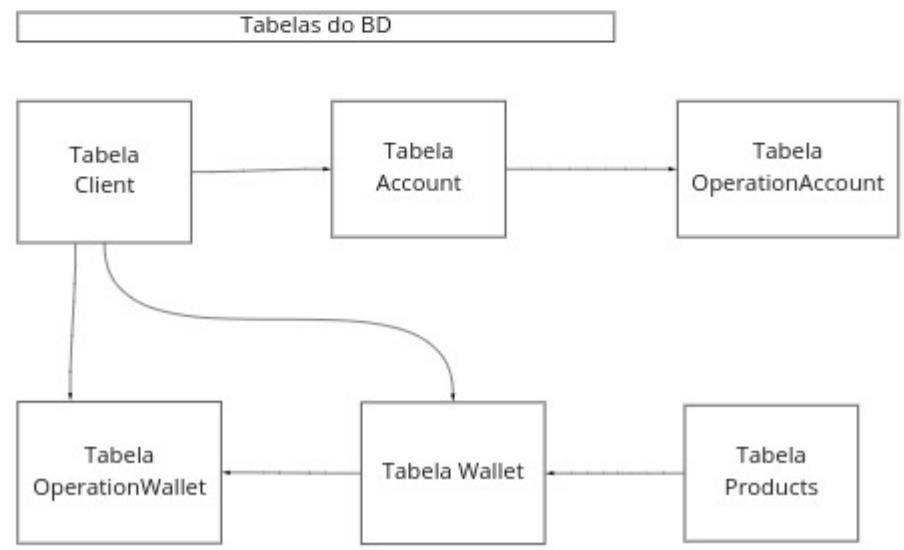 Tabelas do BD
Tabela
Client
Tabela
Account
Tabela
OperationAccount
Tabela
OperationWallet
Tabela Wallet
Tabela
Products